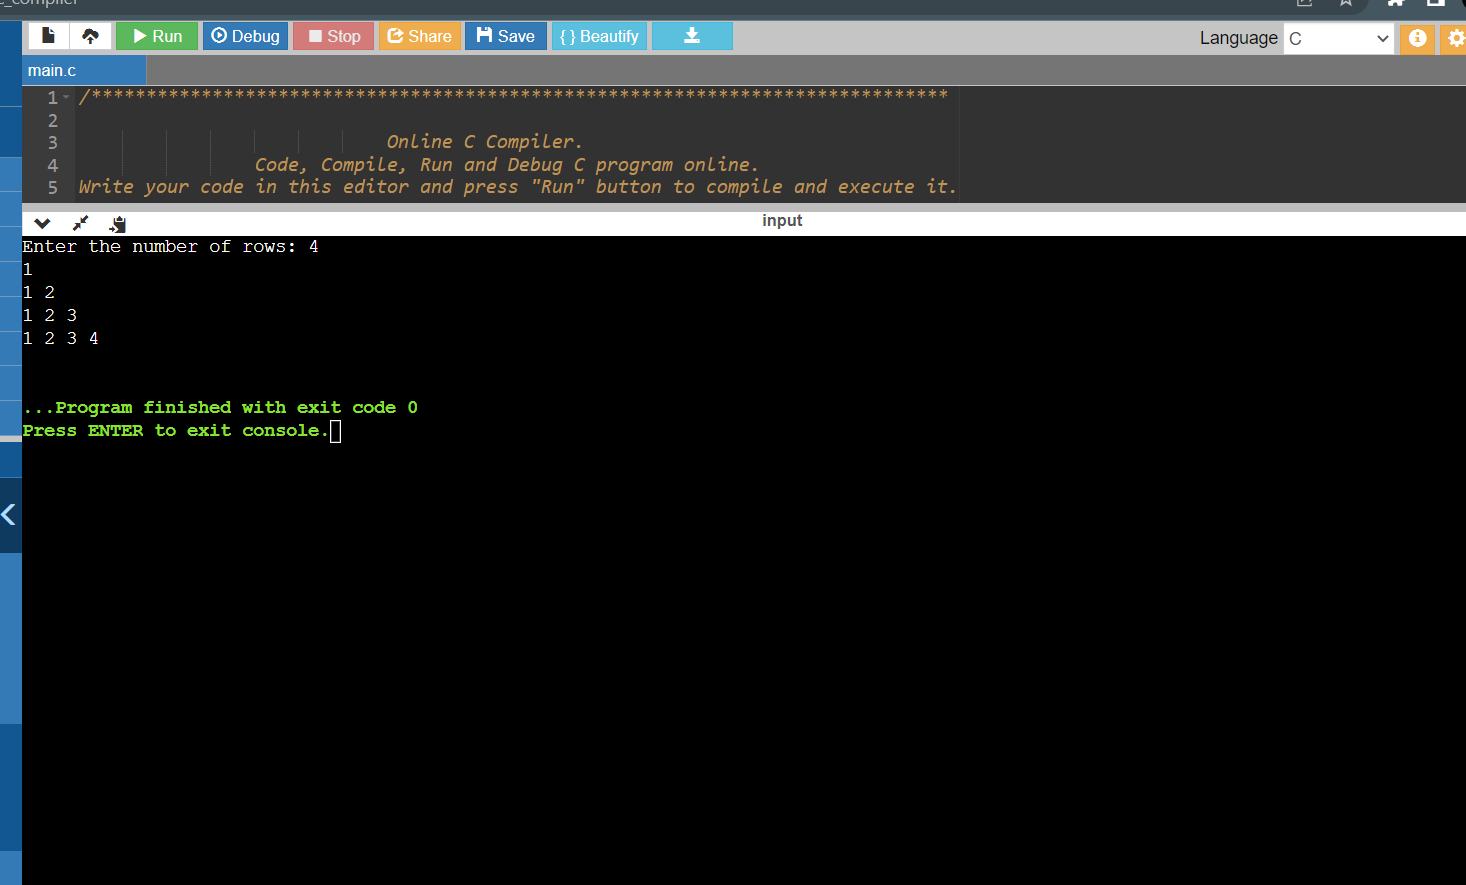 c_compiler
Run Debug Stop Share Save { } Beautify Language C
main.c
1 /******************************************************************************
2
3 Online C Compiler.
4 Code, Compile, Run and Debug C program online.
5 Write your code in this editor and press "Run" button to compile and execute it.
input
Enter the number of rows: 4
1
1 2
1 2 3
1 2 3 4
...Program finished with exit code 0
Press ENTER to exit console.